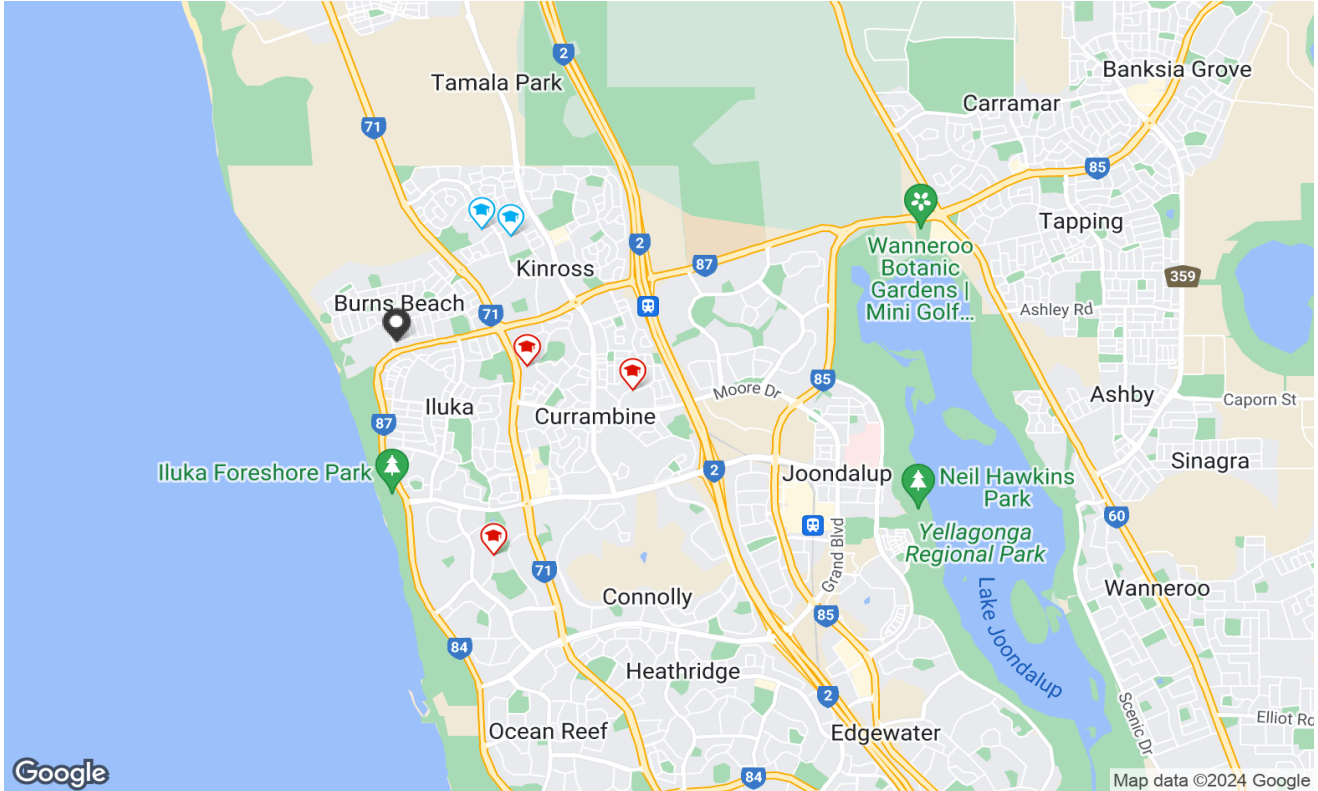 2
Banksia Grove
Tamala Park
Carramar
71
85
Tapping
2
Wanneroo
Botanic
Gardens |
Mini Golf...
87
Kinross
359
Burns Beach
71
Ashley Rd
85
Moore Dr
Ashby
Caporn St
Iluka
Currambine
87
Iluka Foreshore Park
2
Joondalup
Sinagra
Neil Hawkins
Park
60
Yellagonga
Regional Park
Grand Blvd
71
Connolly
Wanneroo
85
Lake Joondalup
84
Heathridge
2
Scenic Dr
Ocean Reef
Edgewater
Elliot Rd
84
Google
Map data ©2024 Google